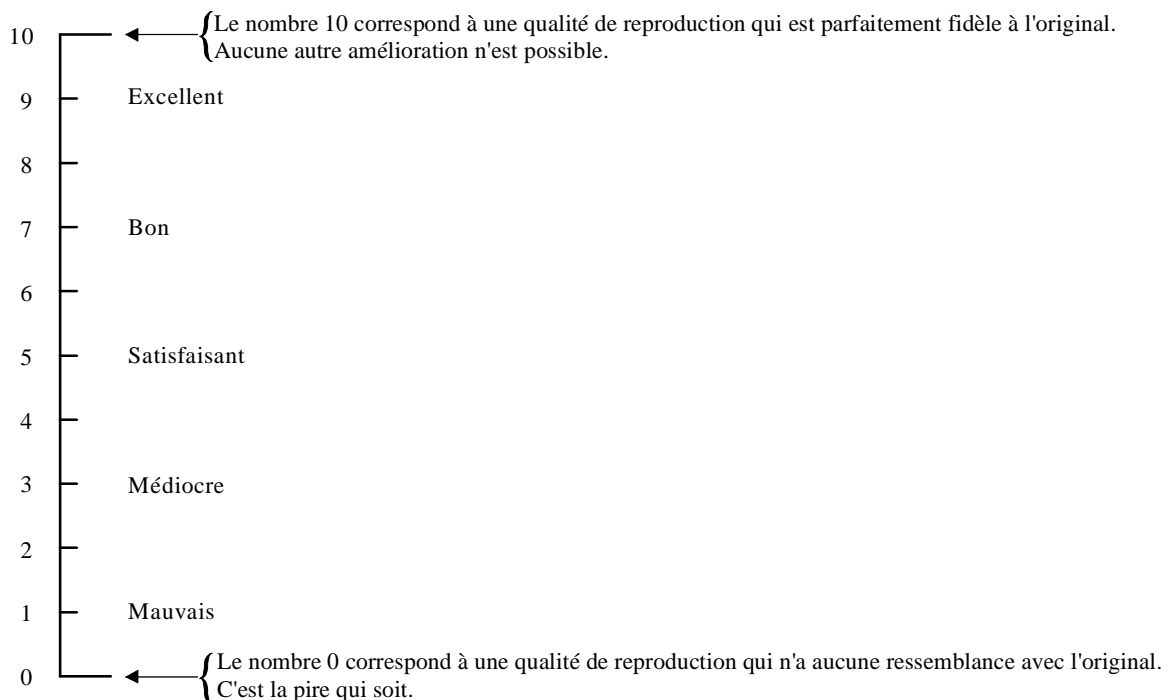 10 Le nombre 10 correspond à une qualité de reproduction qui est parfaitement fidèle à l'original.
Aucune autre amélioration n'est possible.
9 Excellent
8
7 Bon
6
5 Satisfaisant
4
3 Médiocre
2
1 Mauvais
0 Le nombre 0 correspond à une qualité de reproduction qui n'a aucune ressemblance avec l'original.
C'est la pire qui soit.